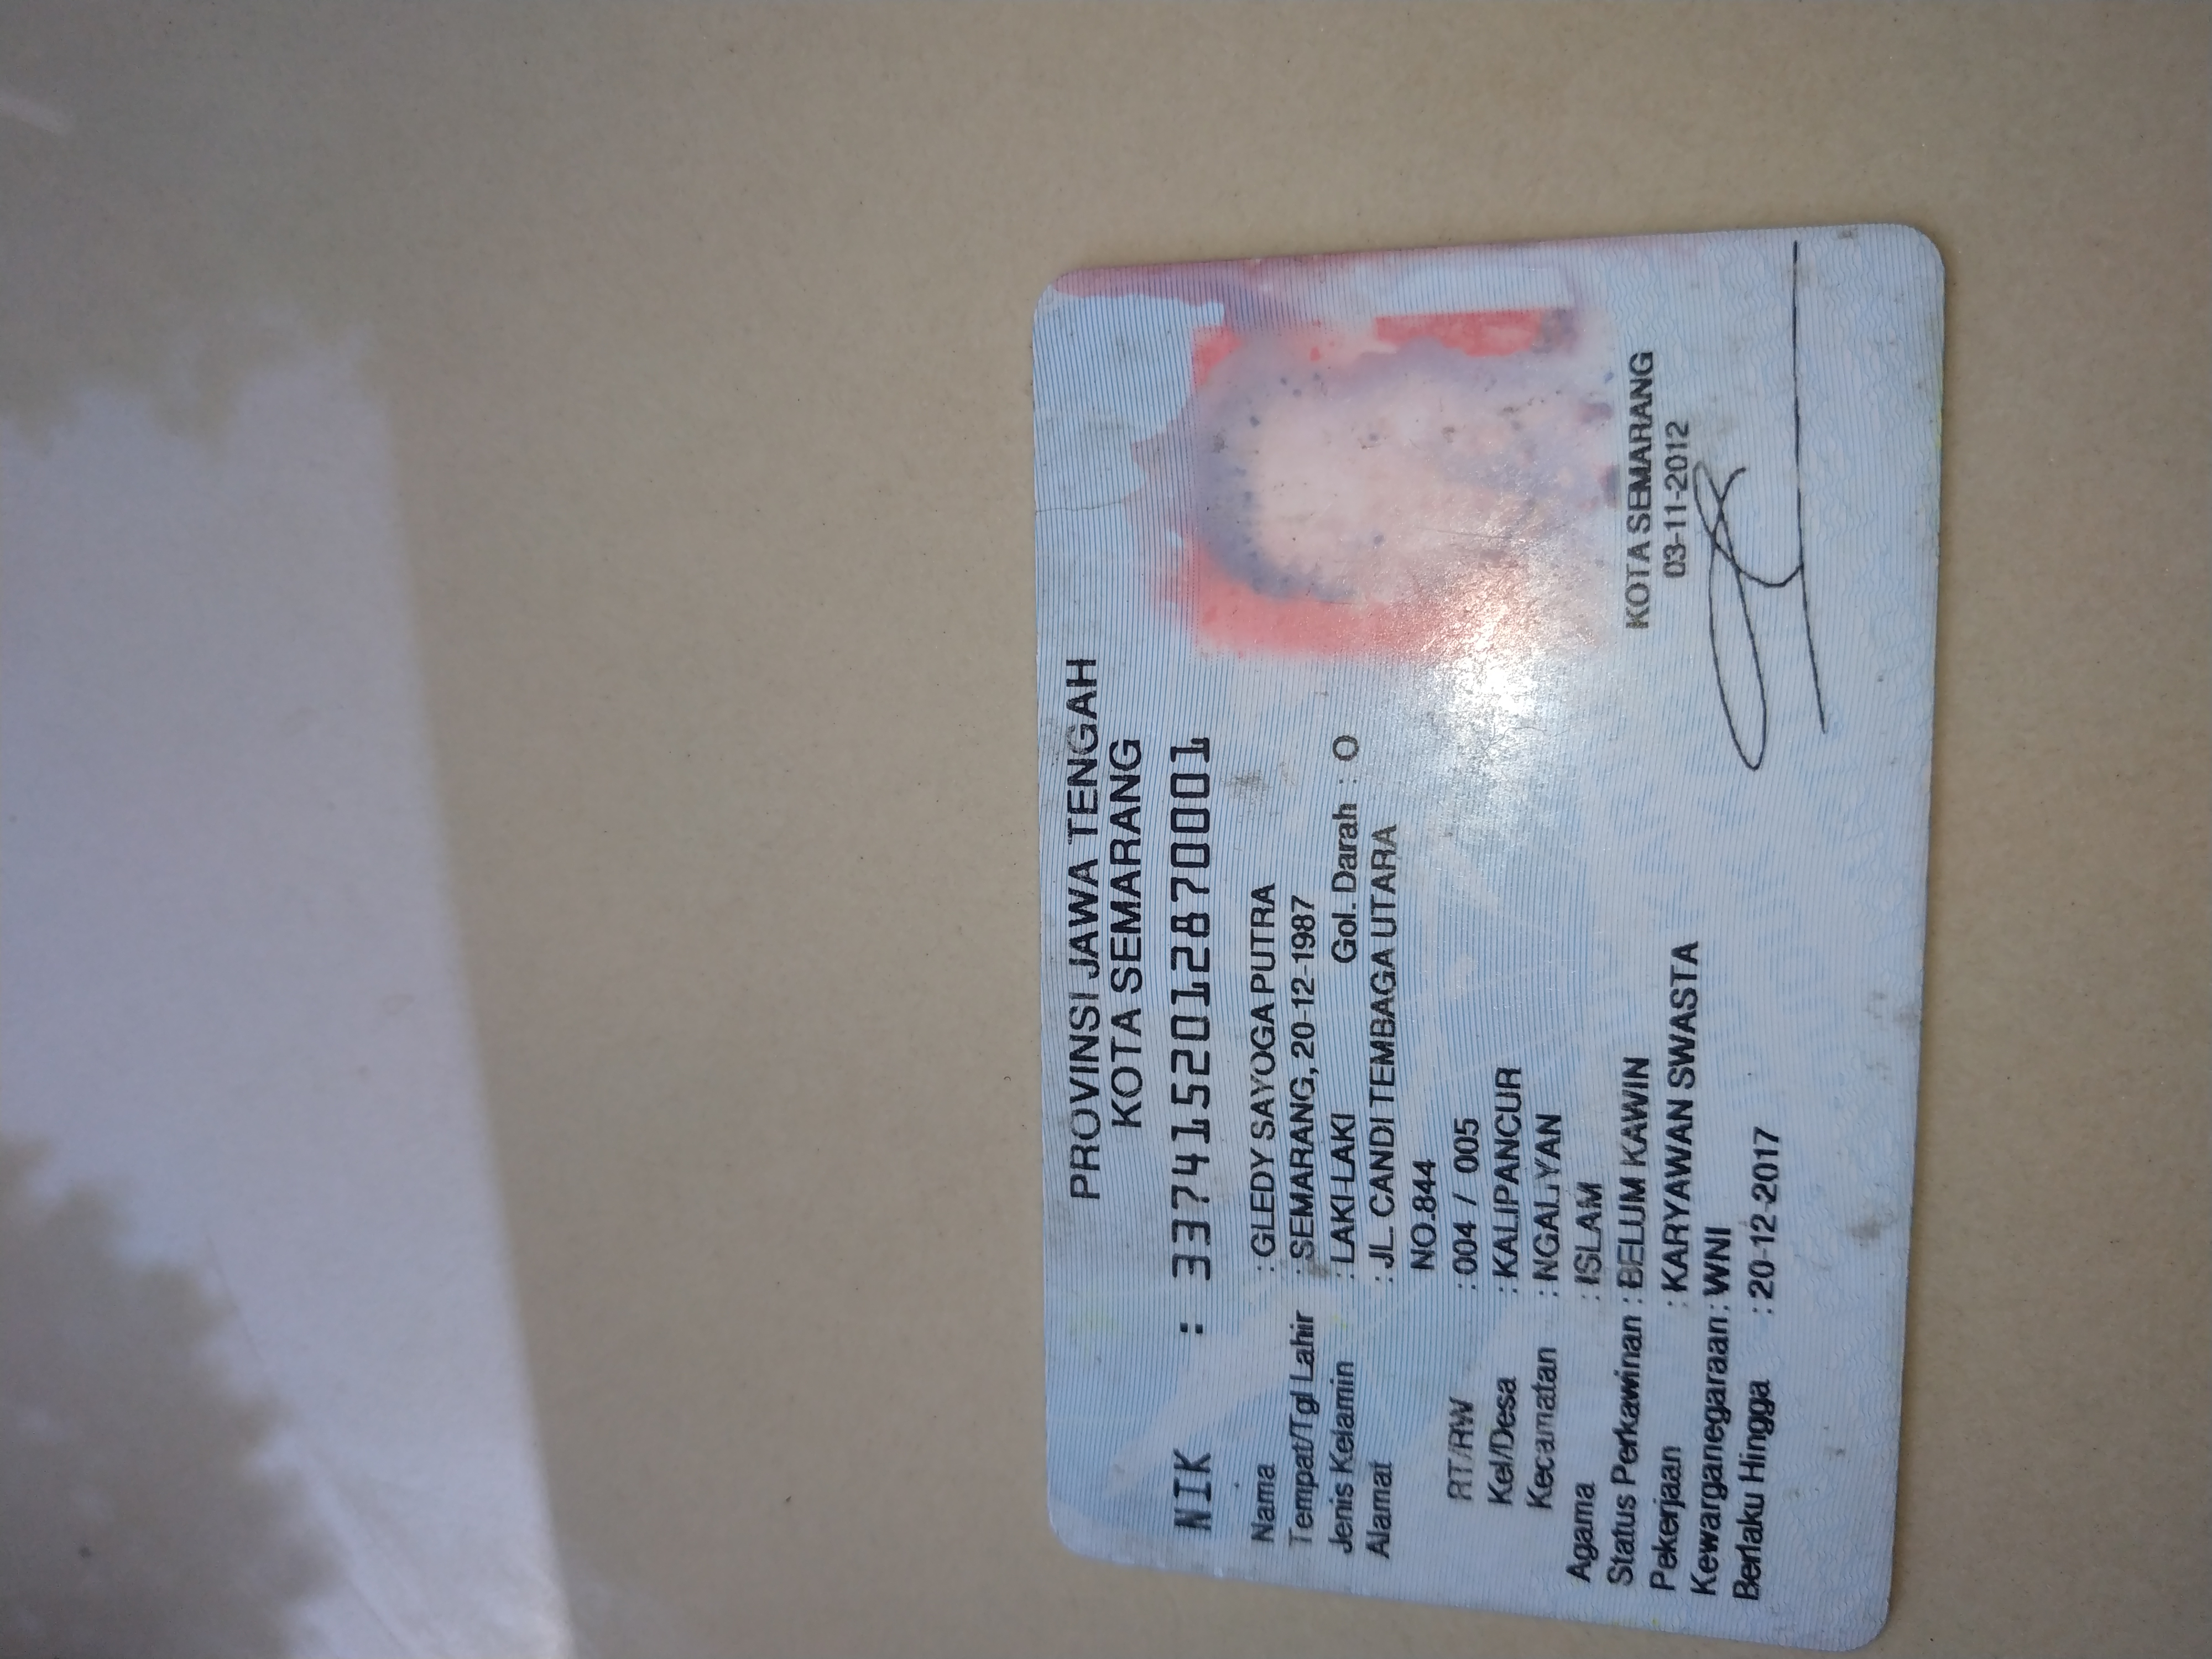 PROVINSI JAWA TENGAH
KOTA SEMARANG
NIK : 3374152012870001
Nama : GLEDY SAYOGA PUTRA
Tempat/Tgl Lahir : SEMARANG, 20-12-1987
Jenis Kelamin : LAKI-LAKI Gol. Darah : O
Alamat : JL. CANDI TEMBAGA UTARA
NO.844
RT/RW : 004 / 005
Kel/Desa : KALIPANCUR
Kecamatan : NGALIYAN
Agama : ISLAM
Status Perkawinan : BELUM KAWIN
Pekerjaan : KARYAWAN SWASTA
Kewarganegaraan : WNI
Berlaku Hingga : 20-12-2017
KOTA SEMARANG
03-11-2012